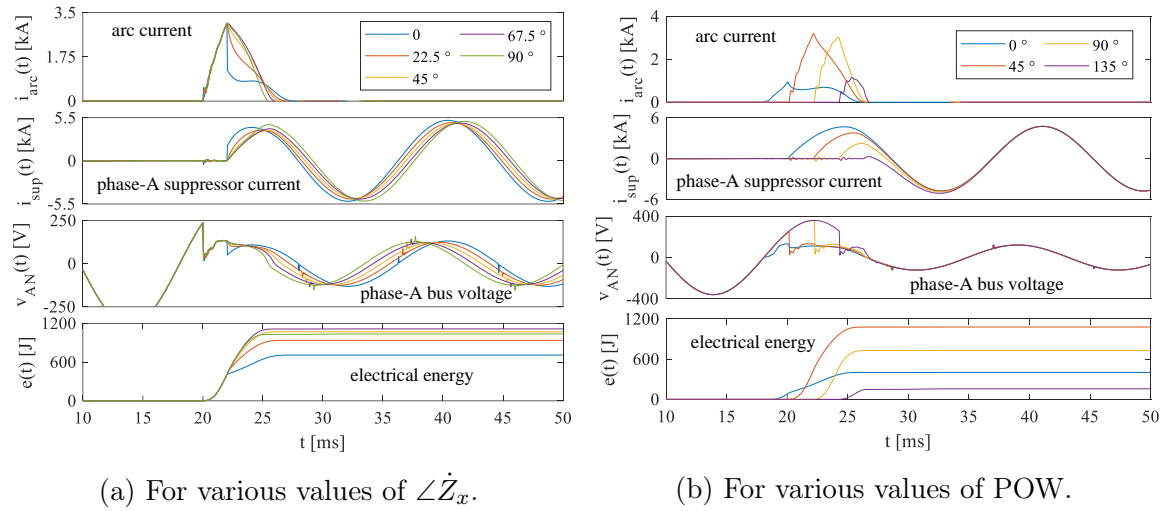 3.5
1.75
0
i_arc(t) [kA]
arc current
0
22.5 °
45 °
67.5 °
90°
5.5
0
-5.5
i_sup(t) [kA]
phase-A suppressor current
250
0
-250
v_AN(t) [V]
phase-A bus voltage
1200
600
0
e(t) [J]
electrical energy
10 15 20 25 30 35 40 45 50
t [ms]
(a) For various values of ∠Ż_x.
4
2
0
i_arc(t) [kA]
arc current
0 °
45 °
90 °
135 °
6
0
-6
i_sup(t) [kA]
phase-A suppressor current
400
0
-400
v_AN(t) [V]
phase-A bus voltage
1200
600
0
e(t) [J]
electrical energy
10 15 20 25 30 35 40 45 50
t [ms]
(b) For various values of POW.